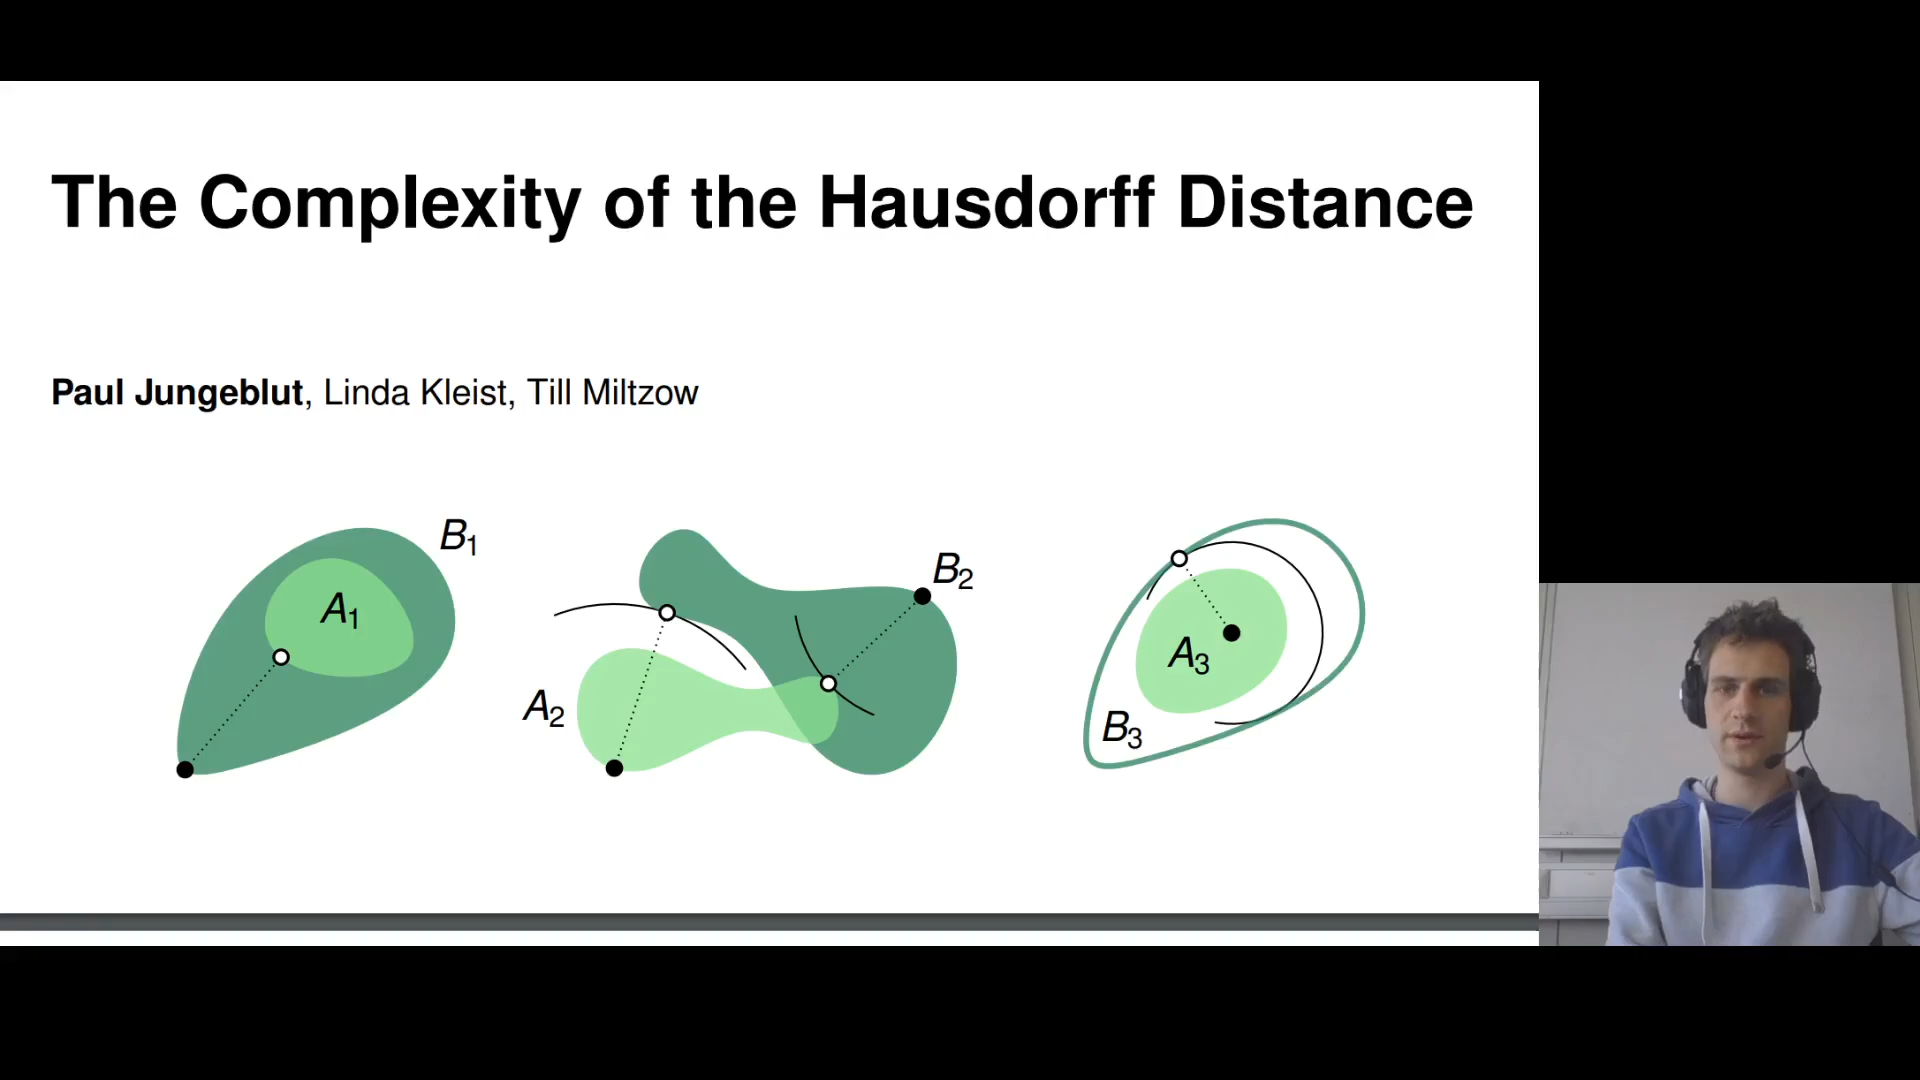 The Complexity of the Hausdorff Distance
Paul Jungeblut, Linda Kleist, Till Miltzow
B1
A1
B2
A2
A3
B3